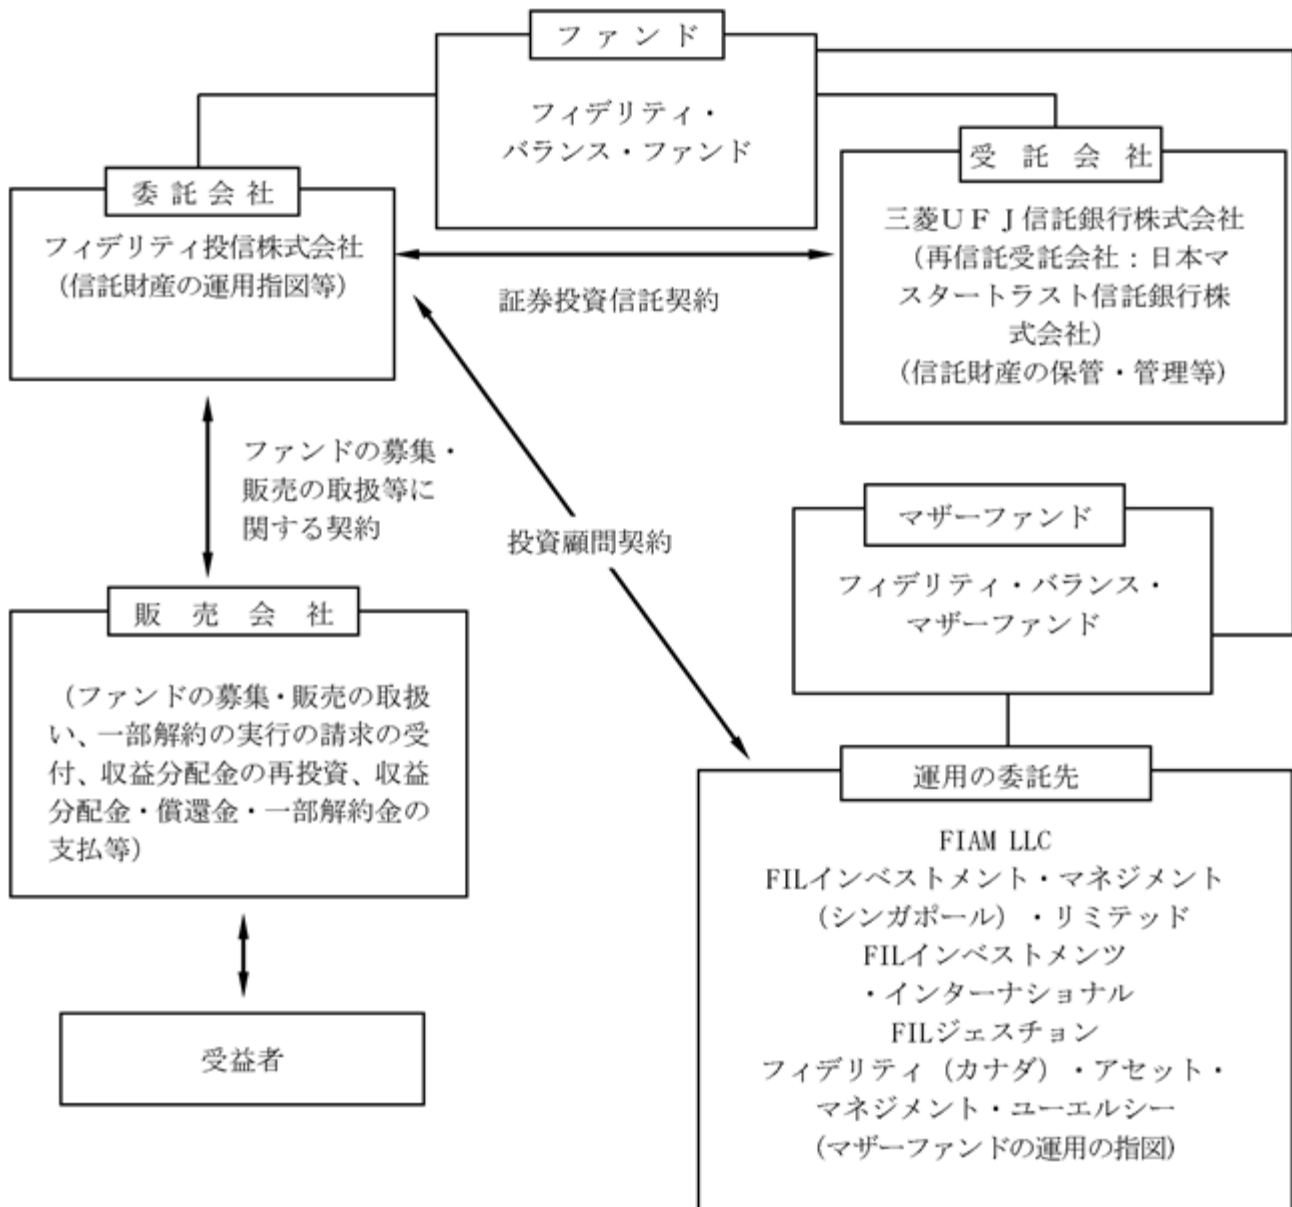 ファンド
フィデリティ・
バランス・ファンド
委託会社
フィデリティ投信株式会社
(信託財産の運用指図等)
受託会社
三菱UFJ信託銀行株式会社
(再信託受託会社:日本マ
スタートラスト信託銀行株
式会社)
(信託財産の保管・管理等)
証券投資信託契約
ファンドの募集・
販売の取扱等に
関する契約
投資顧問契約
マザーファンド
フィデリティ・バランス・
マザーファンド
販売会社
(ファンドの募集・販売の取扱
い、一部解約の実行の請求の受
付、収益分配金の再投資、収益
分配金・償還金・一部解約金の
支払等)
運用の委託先
FIAM LLC
FILインベストメント・マネジメント
(シンガポール)・リミテッド
FILインベストメンツ
・インターナショナル
FILジェスチョン
フィデリティ(カナダ)・アセット・
マネジメント・ユーエルシー
(マザーファンドの運用の指図)
受益者